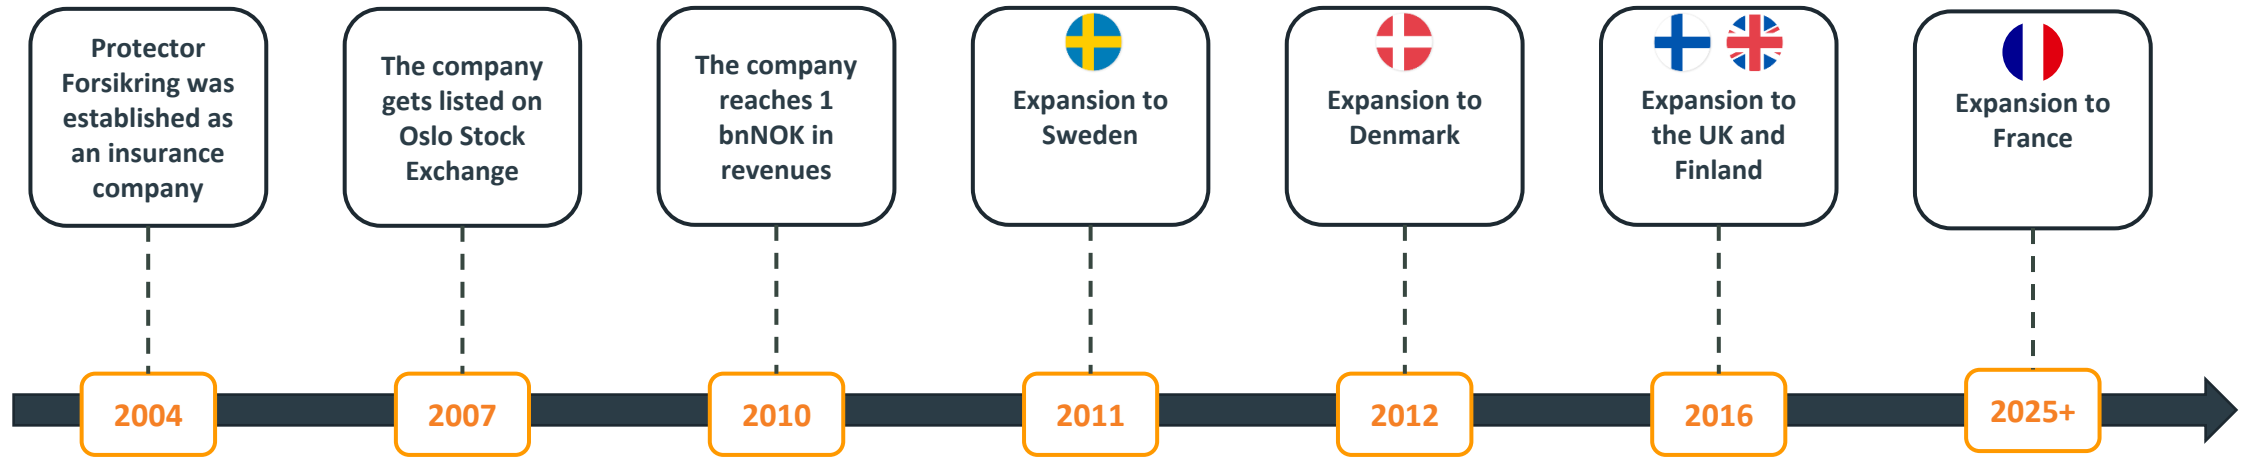 Protector
Forsikring was
established as
an insurance
company
The company
gets listed on
Oslo Stock
Exchange
The company
reaches 1
bnNOK in
revenues
Expansion to
Sweden
Expansion to
Denmark
Expansion to
the UK and
Finland
Expansion to
France
2004
2007
2010
2011
2012
2016
2025+